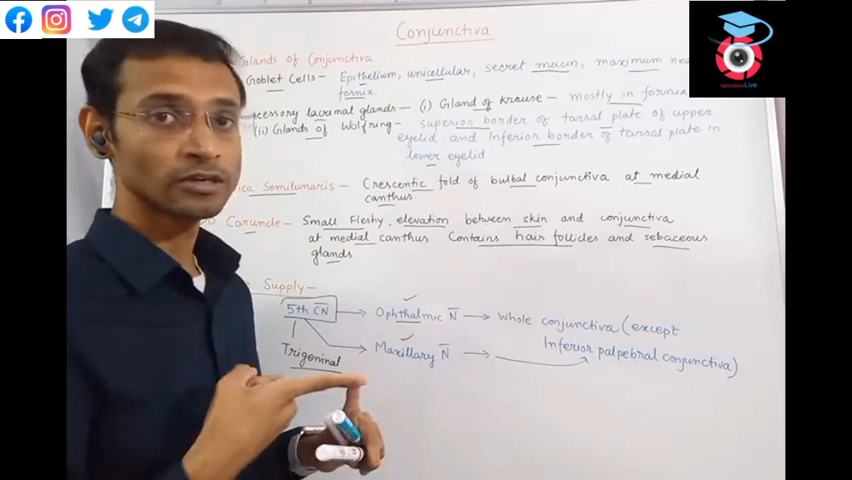 Conjunctiva
Glands of Conjunctiva
Goblet Cells - Epithelium, unicellular, secret mucin, maximum
fornix
ccessory lacrimal glands - (i) Gland of Krouse - mostly in fornix
(ii) Glands of Wolfring - superior border of tarsal plate of upper
eyelid and Inferior border of tarsal plate in
lower eyelid
ica Semilunaris - Crescentic fold of bulbal conjunctiva at medial
canthus
Caruncle - Small Fleshy, elevation between skin and conjunctiva
at medial canthus Contains hair follicles and sebaceous
glands
Supply -
5th CN → Ophthalmic N → Whole conjunctiva (except
Inferior palpebral conjunctiva)
Maxillary N →
Trigeninal
Live